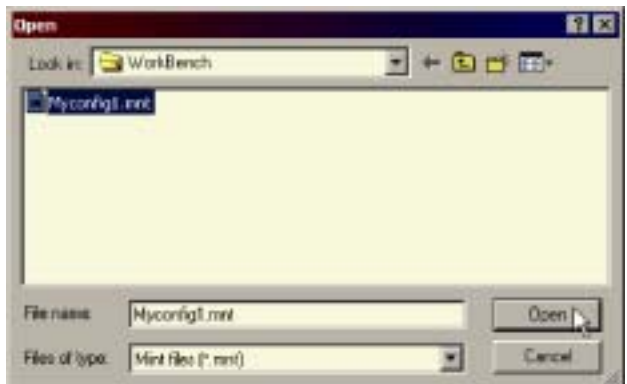 Open
Look in: WorkBench
Myconfig1.mnt
File name: Myconfig1.mnt Open
Files of type: Mint files (*.mnt) Cancel